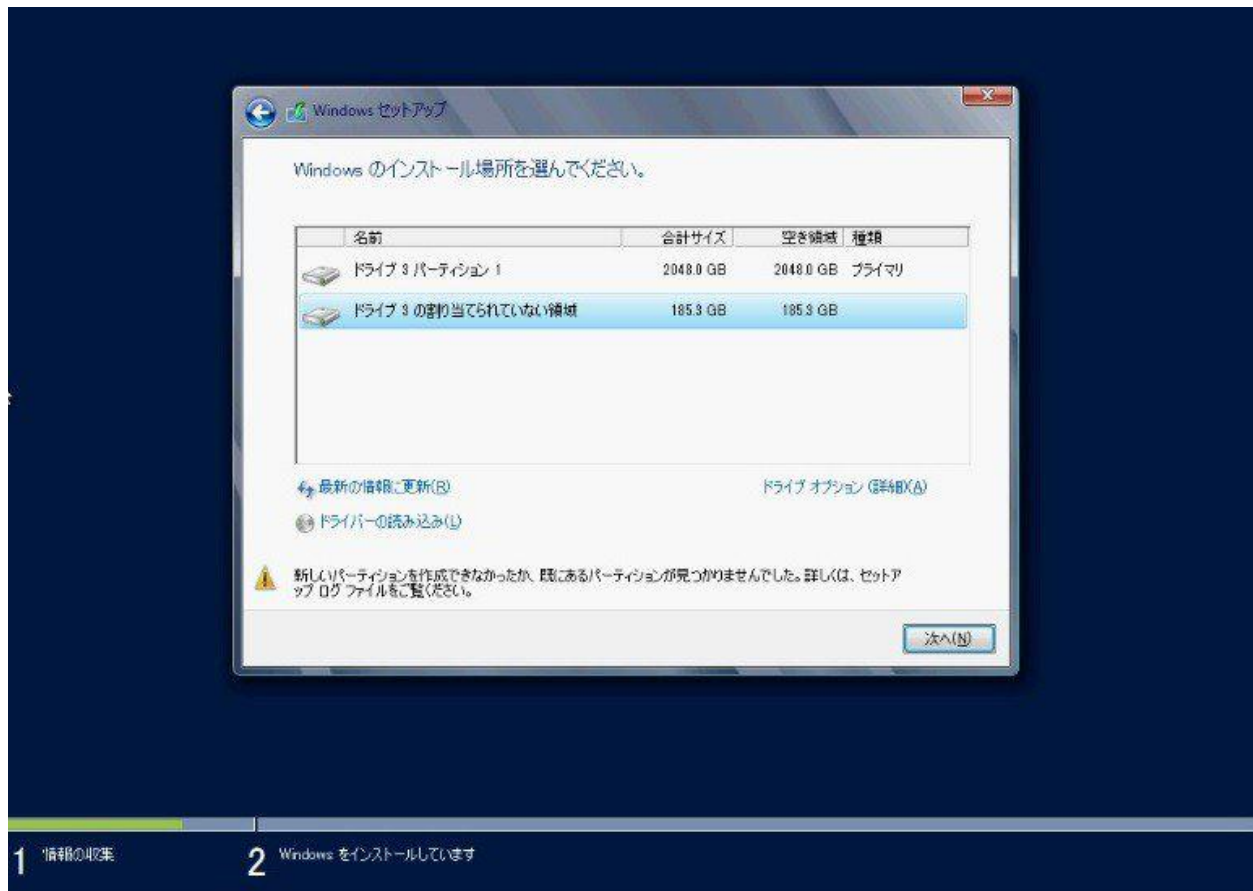 Windows セットアップ
Windows のインストール場所を選んでください。
名前 合計サイズ 空き領域 種類
ドライブ 3 パーティション 1 2048.0 GB 2048.0 GB プライマリ
ドライブ 3 の割り当てられていない領域 185.3 GB 185.3 GB
最新の情報に更新(R) ドライブ オプション (詳細)(A)
ドライバーの読み込み(L)
新しいパーティションを作成できなかったか、既にあるパーティションが見つかりませんでした。詳しくは、セットア
ップ ログ ファイルをご覧ください。
次へ(N)
1 情報の収集 2 Windows をインストールしています